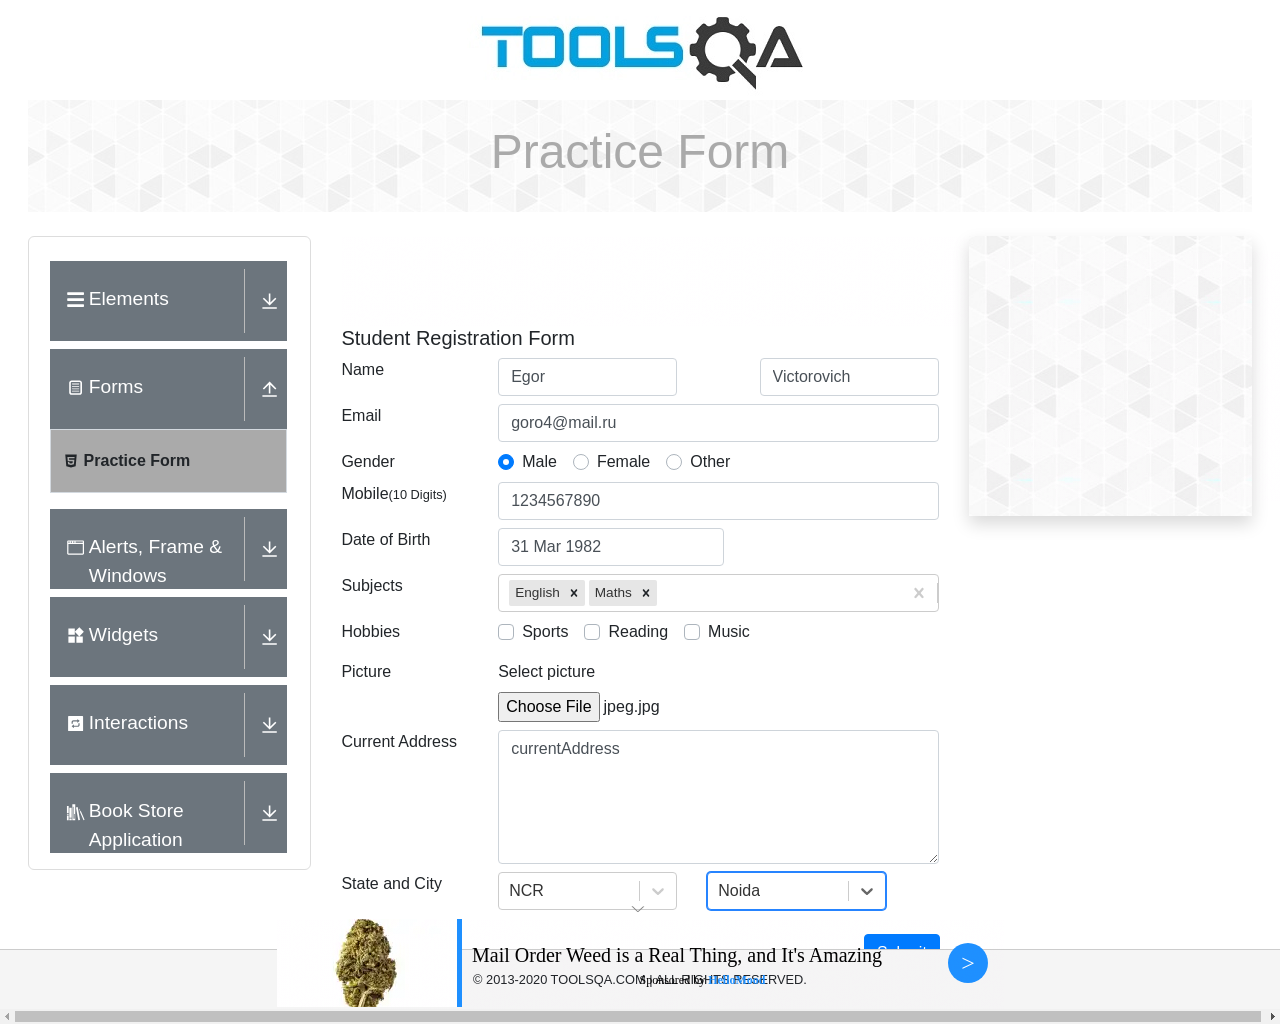 TOOLSQA
Practice Form
Elements
Forms
Practice Form
Alerts, Frame &
Windows
Widgets
Interactions
Book Store
Application
Student Registration Form
Name Egor Victorovich
Email goro4@mail.ru
Gender Male Female Other
Mobile(10 Digits) 1234567890
Date of Birth 31 Mar 1982
Subjects English Maths
Hobbies Sports Reading Music
Picture Select picture
Choose File jpeg.jpg
Current Address currentAddress
State and City NCR Noida
Mail Order Weed is a Real Thing, and It's Amazing >
© 2013-2020 TOOLSQA.COM | ALL RIGHTS RESERVED.
Sponsored by